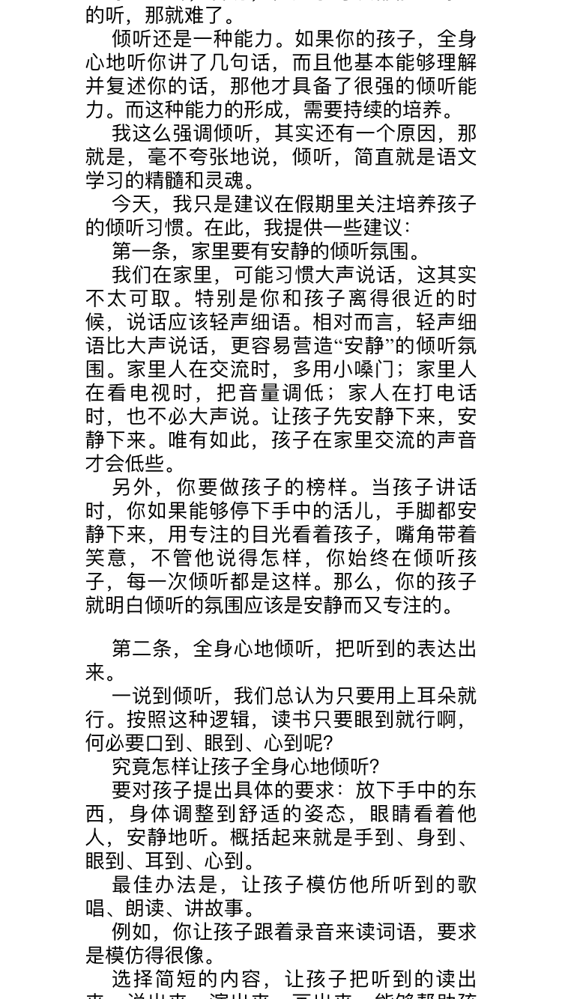 的听，那就难了。
倾听还是一种能力。如果你的孩子，全身
心地听你讲了几句话，而且他基本能够理解
并复述你的话，那他才具备了很强的倾听能
力。而这种能力的形成，需要持续的培养。
我这么强调倾听，其实还有一个原因，那
就是，毫不夸张地说，倾听，简直就是语文
学习的精髓和灵魂。
今天，我只是建议在假期里关注培养孩子
的倾听习惯。在此，我提供一些建议：
第一条，家里要有安静的倾听氛围。
我们在家里，可能习惯大声说话，这其实
不太可取。特别是你和孩子离得很近的时
候，说话应该轻声细语。相对而言，轻声细
语比大声说话，更容易营造“安静”的倾听氛
围。家里人在交流时，多用小嗓门；家里人
在看电视时，把音量调低；家人在打电话
时，也不必大声说。让孩子先安静下来，安
静下来。唯有如此，孩子在家里交流的声音
才会低些。
另外，你要做孩子的榜样。当孩子讲话
时，你如果能够停下手中的活儿，手脚都安
静下来，用专注的目光看着孩子，嘴角带着
笑意，不管他说得怎样，你始终在倾听孩
子，每一次倾听都是这样。那么，你的孩子
就明白倾听的氛围应该是安静而又专注的。
第二条，全身心地倾听，把听到的表达出
来。
一说到倾听，我们总认为只要用上耳朵就
行。按照这种逻辑，读书只要眼到就行啊，
何必要口到、眼到、心到呢？
究竟怎样让孩子全身心地倾听？
要对孩子提出具体的要求：放下手中的东
西，身体调整到舒适的姿态，眼睛看着他
人，安静地听。概括起来就是手到、身到、
眼到、耳到、心到。
最佳办法是，让孩子模仿他所听到的歌
唱、朗读、讲故事。
例如，你让孩子跟着录音来读词语，要求
是模仿得很像。
选择简短的内容，让孩子把听到的读出